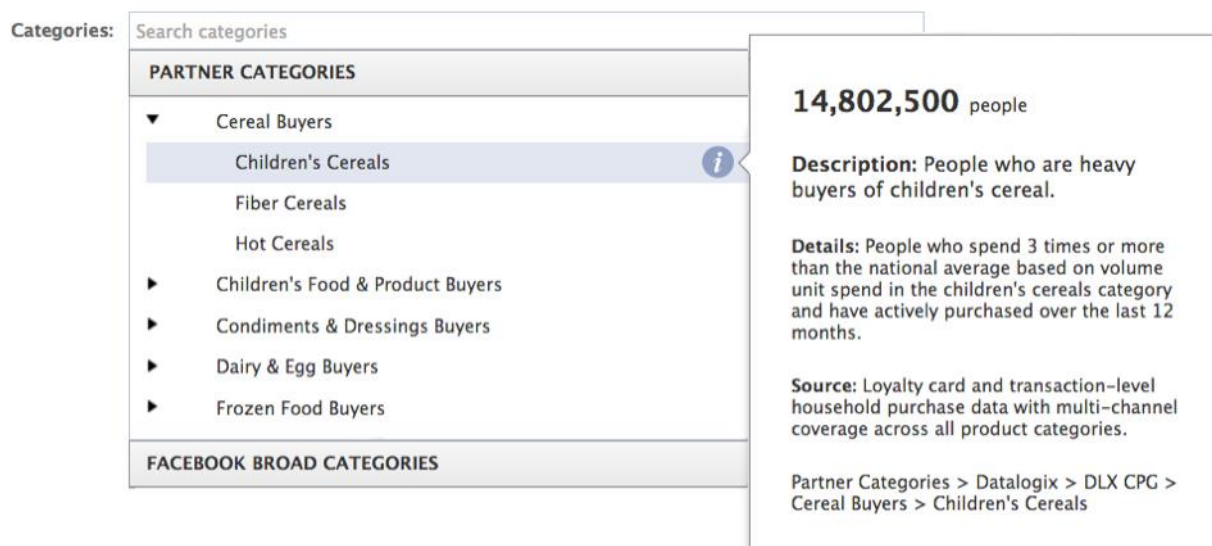 Categories: Search categories
PARTNER CATEGORIES
Cereal Buyers
Children's Cereals
Fiber Cereals
Hot Cereals
Children's Food & Product Buyers
Condiments & Dressings Buyers
Dairy & Egg Buyers
Frozen Food Buyers
FACEBOOK BROAD CATEGORIES
i
14,802,500 people
Description: People who are heavy
buyers of children's cereal.
Details: People who spend 3 times or more
than the national average based on volume
unit spend in the children's cereals category
and have actively purchased over the last 12
months.
Source: Loyalty card and transaction-level
household purchase data with multi-channel
coverage across all product categories.
Partner Categories > Datalogix > DLX CPG >
Cereal Buyers > Children's Cereals